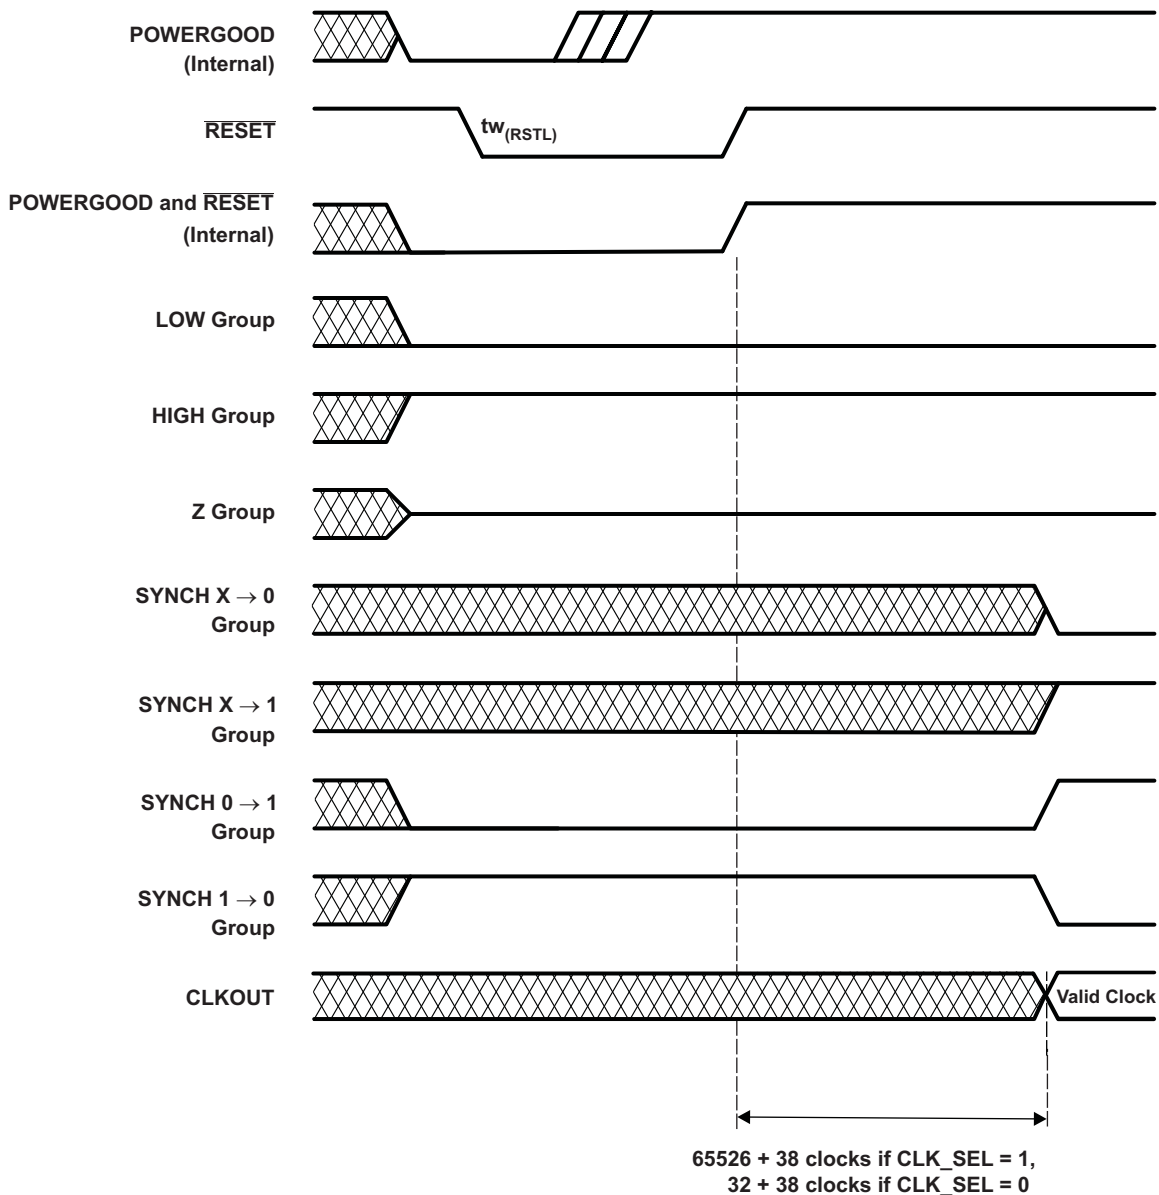 POWERGOOD
(Internal)
RESET
tw(RSTL)
POWERGOOD and RESET
(Internal)
LOW Group
HIGH Group
Z Group
SYNCH X → 0
Group
SYNCH X → 1
Group
SYNCH 0 → 1
Group
SYNCH 1 → 0
Group
CLKOUT
Valid Clock
65526 + 38 clocks if CLK_SEL = 1,
32 + 38 clocks if CLK_SEL = 0